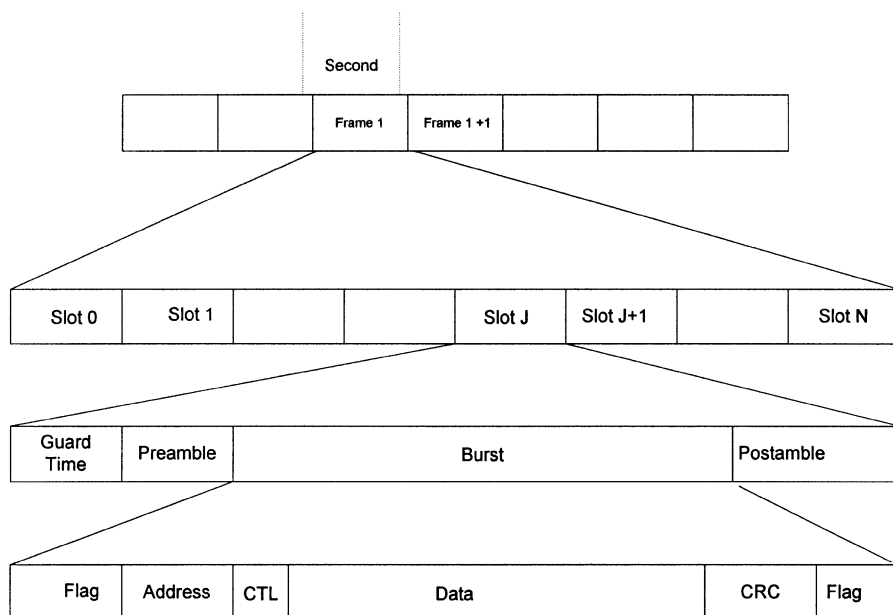 Second
Frame 1 Frame 1 +1
Slot 0 Slot 1 Slot J Slot J+1 Slot N
Guard
Time
Preamble Burst Postamble
Flag Address CTL Data CRC Flag